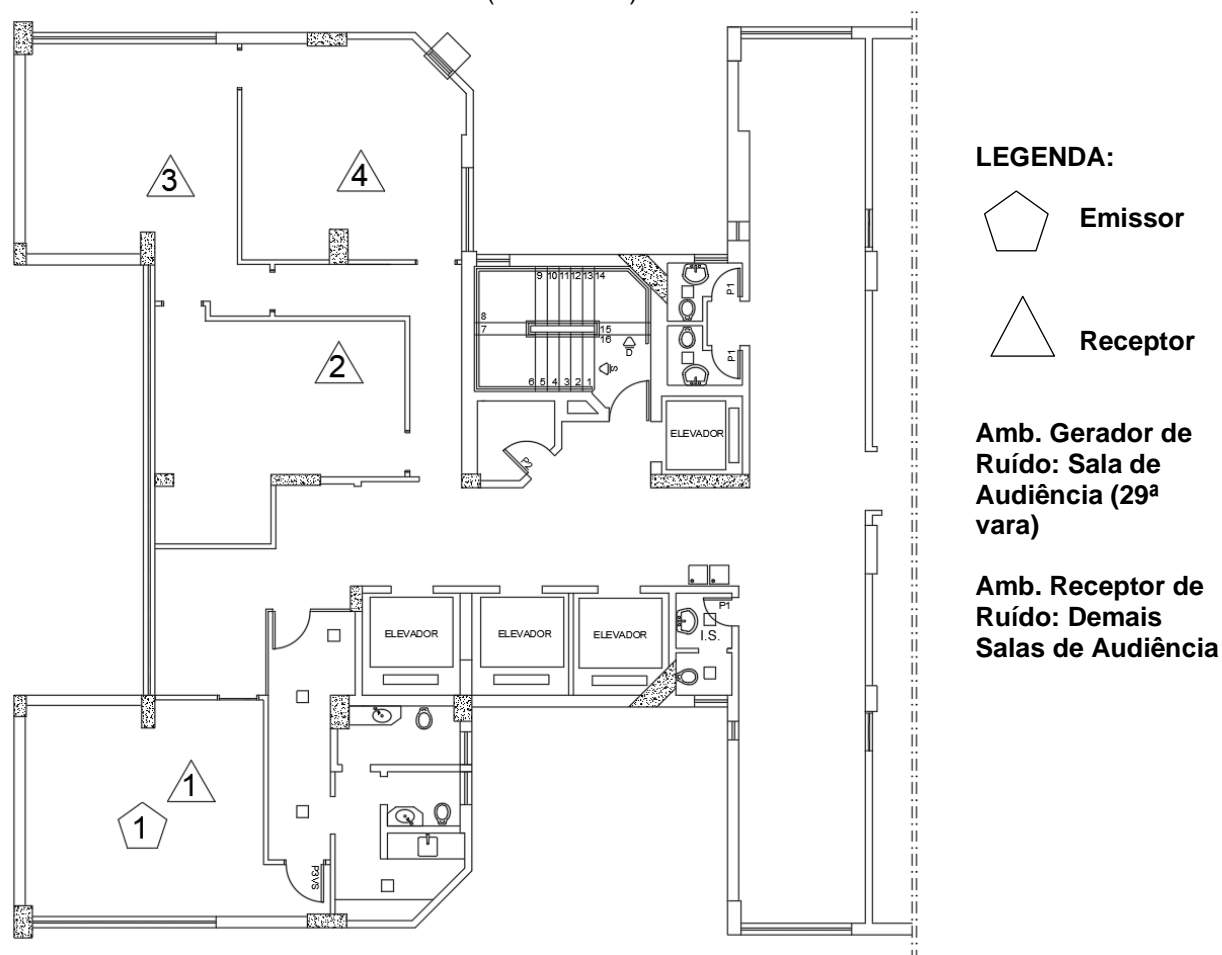 3
4
9 10 11 12 13 14
8
7
15
16
D
S
6 5 4 3 2 1
P1
P1
2
P2
ELEVADOR
ELEVADOR
ELEVADOR
ELEVADOR
P1
I.S.
1
1
P3VS
LEGENDA:
Emissor
Receptor
Amb. Gerador de
Ruído: Sala de
Audiência (29ª
vara)
Amb. Receptor de
Ruído: Demais
Salas de Audiência